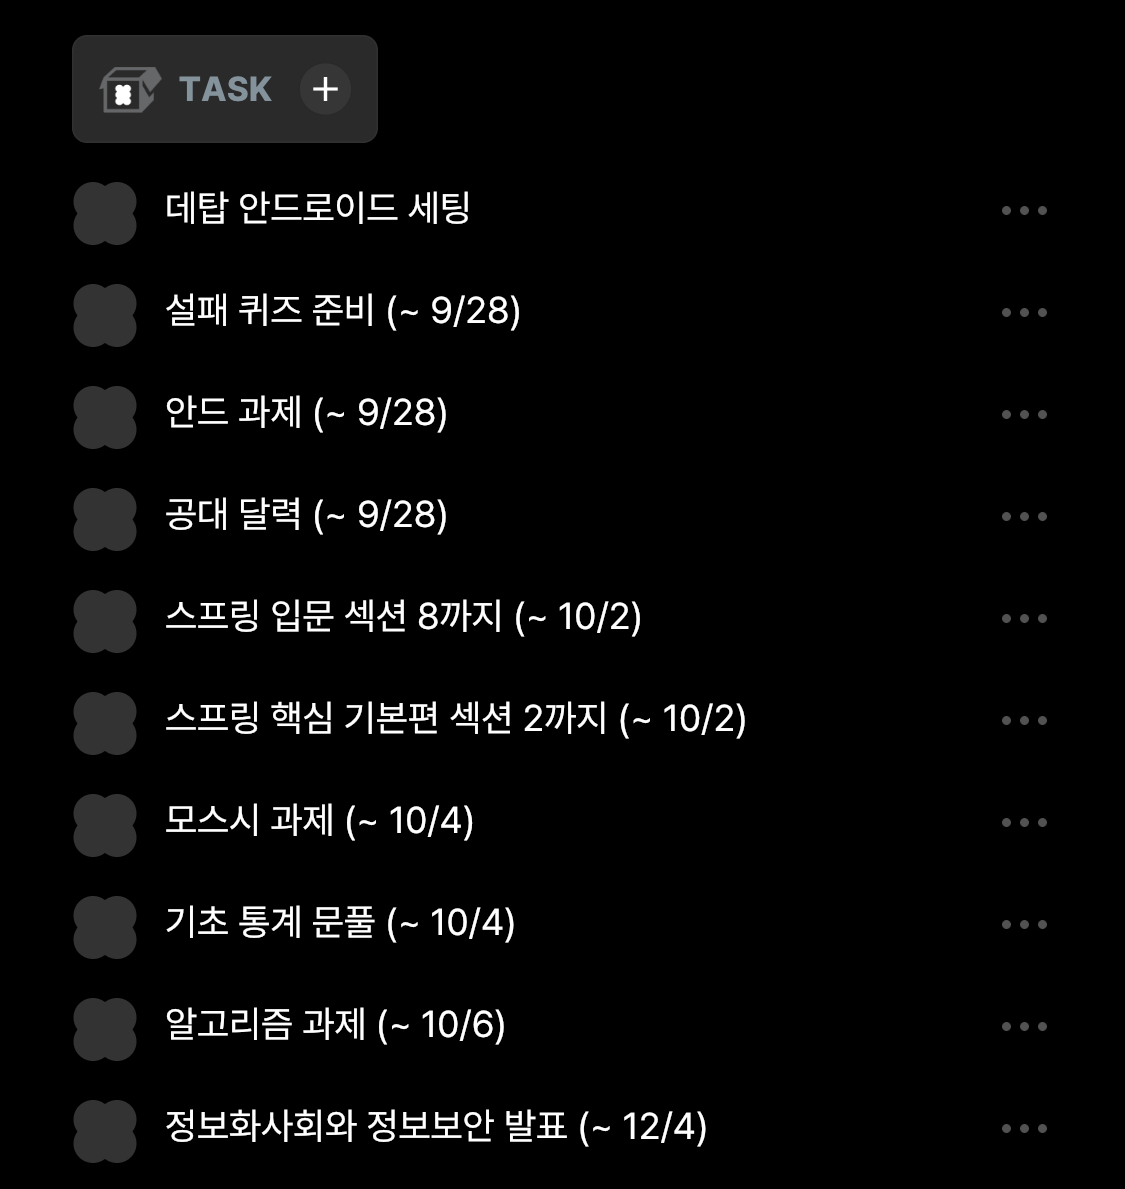 TASK
데탑 안드로이드 세팅
설패 퀴즈 준비 (~ 9/28)
안드 과제 (~ 9/28)
공대 달력 (~ 9/28)
스프링 입문 섹션 8까지 (~ 10/2)
스프링 핵심 기본편 섹션 2까지 (~ 10/2)
모스시 과제 (~ 10/4)
기초 통계 문풀 (~ 10/4)
알고리즘 과제 (~ 10/6)
정보화사회와 정보보안 발표 (~ 12/4)